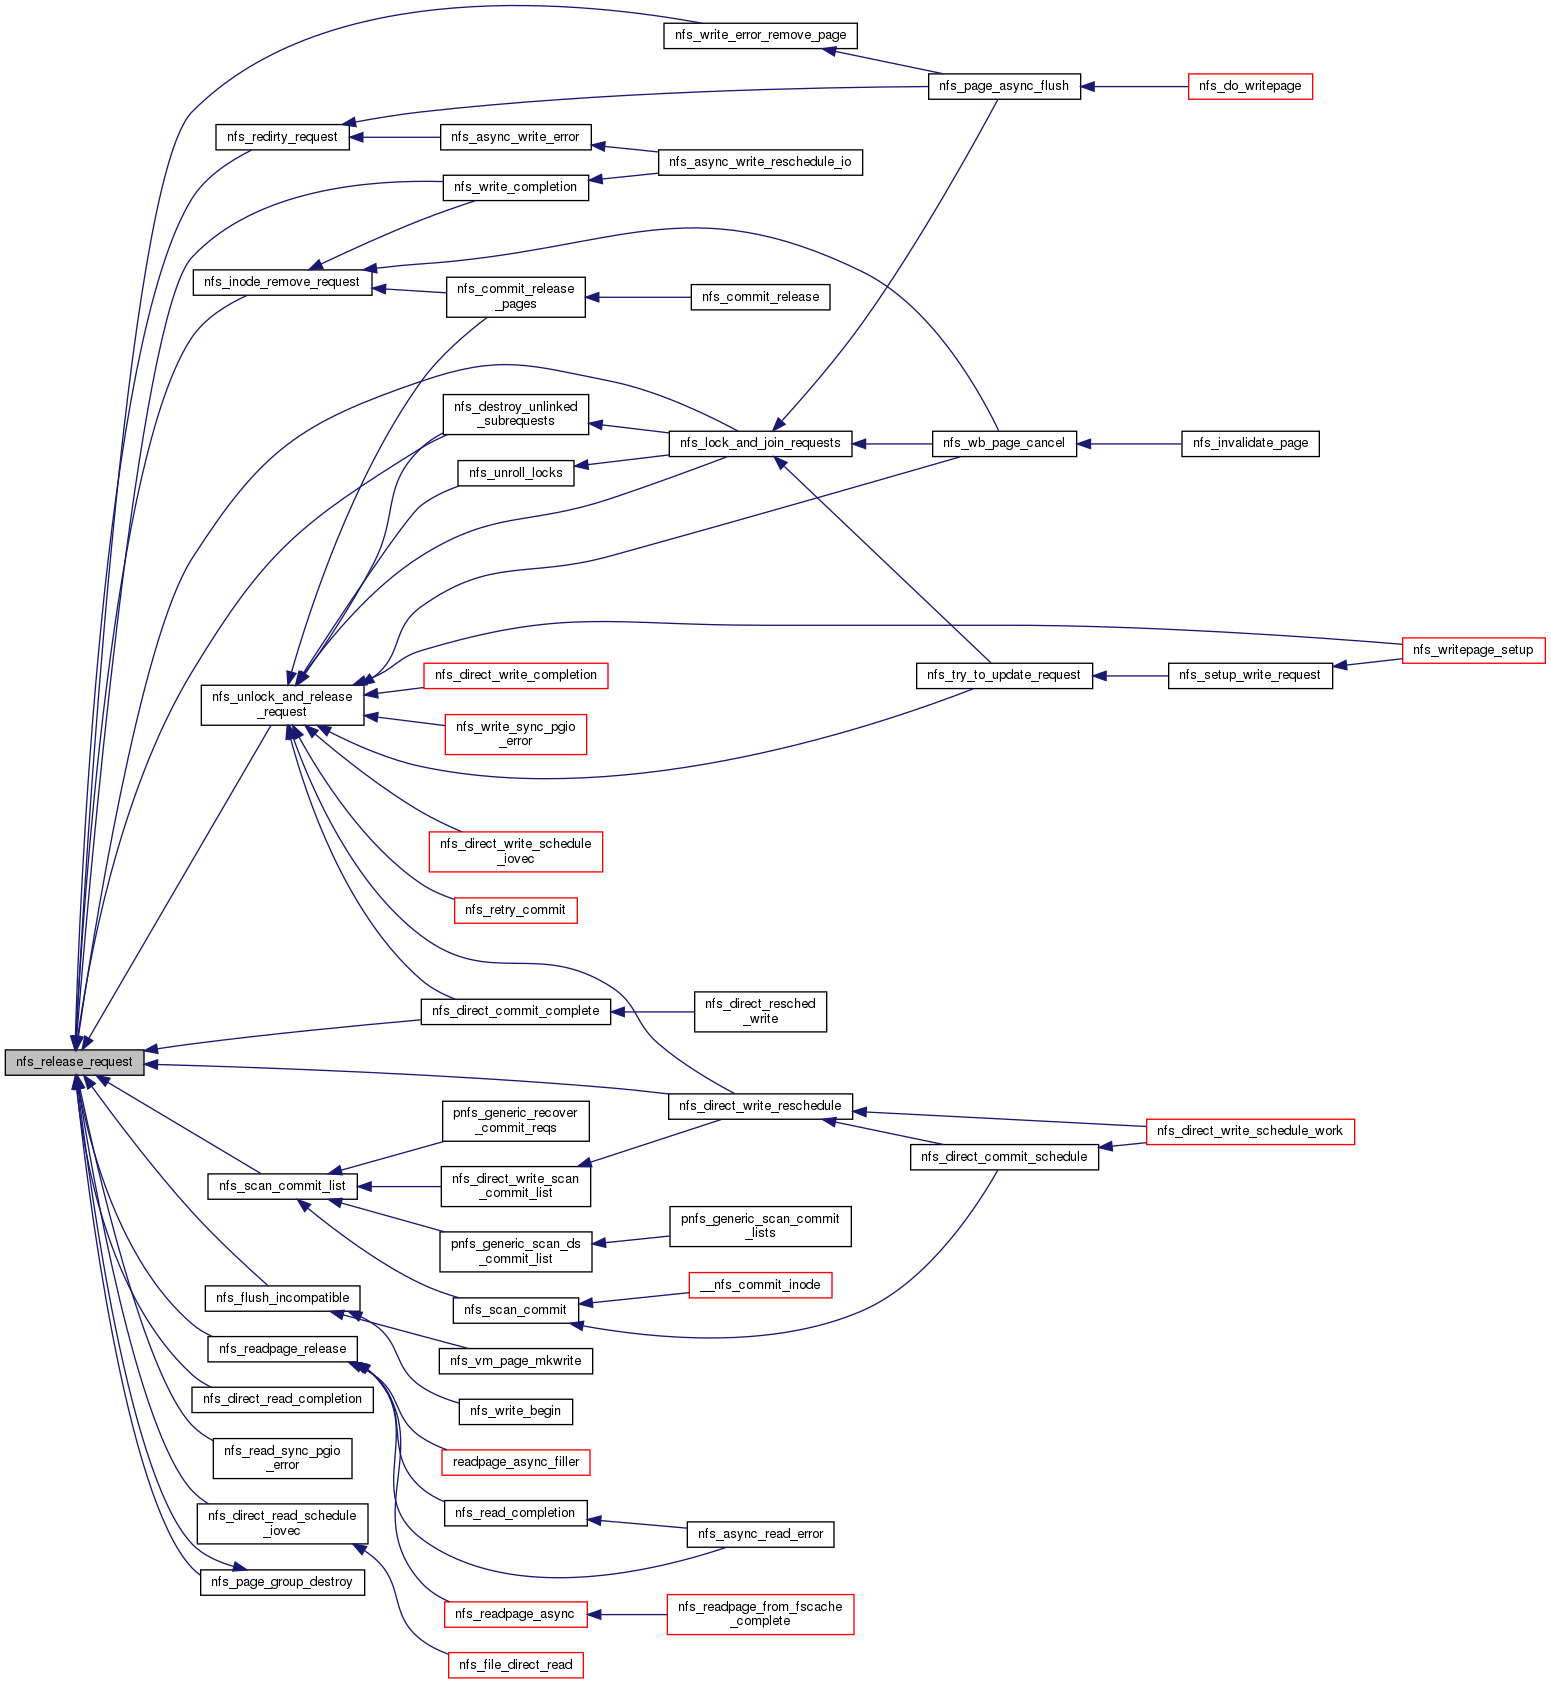 nfs_write_error_remove_page
nfs_page_async_flush
nfs_do_writepage
nfs_redirty_request
nfs_async_write_error
nfs_async_write_reschedule_io
nfs_write_completion
nfs_inode_remove_request
nfs_commit_release
_pages
nfs_commit_release
nfs_destroy_unlinked
_subrequests
nfs_lock_and_join_requests
nfs_wb_page_cancel
nfs_invalidate_page
nfs_unroll_locks
nfs_writepage_setup
nfs_direct_write_completion
nfs_try_to_update_request
nfs_setup_write_request
nfs_unlock_and_release
_request
nfs_write_sync_pgio
_error
nfs_direct_write_schedule
_iovec
nfs_retry_commit
nfs_direct_commit_complete
nfs_direct_resched
_write
nfs_release_request
nfs_direct_write_reschedule
pnfs_generic_recover
_commit_reqs
nfs_direct_write_schedule_work
nfs_direct_commit_schedule
nfs_scan_commit_list
nfs_direct_write_scan
_commit_list
pnfs_generic_scan_commit
_lists
pnfs_generic_scan_ds
_commit_list
__nfs_commit_inode
nfs_flush_incompatible
nfs_scan_commit
nfs_readpage_release
nfs_vm_page_mkwrite
nfs_direct_read_completion
nfs_write_begin
nfs_read_sync_pgio
_error
readpage_async_filler
nfs_direct_read_schedule
_iovec
nfs_read_completion
nfs_async_read_error
nfs_page_group_destroy
nfs_readpage_async
nfs_readpage_from_fscache
_complete
nfs_file_direct_read